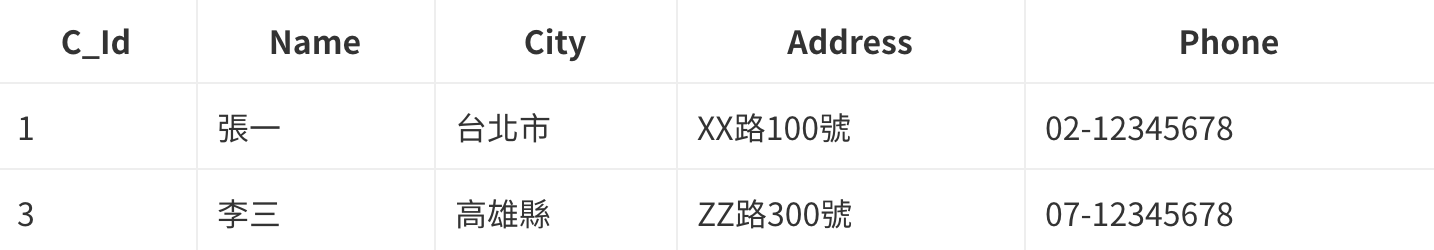 C_Id Name City Address Phone
1 張一 台北市 XX路100號 02-12345678
3 李三 高雄縣 ZZ路300號 07-12345678